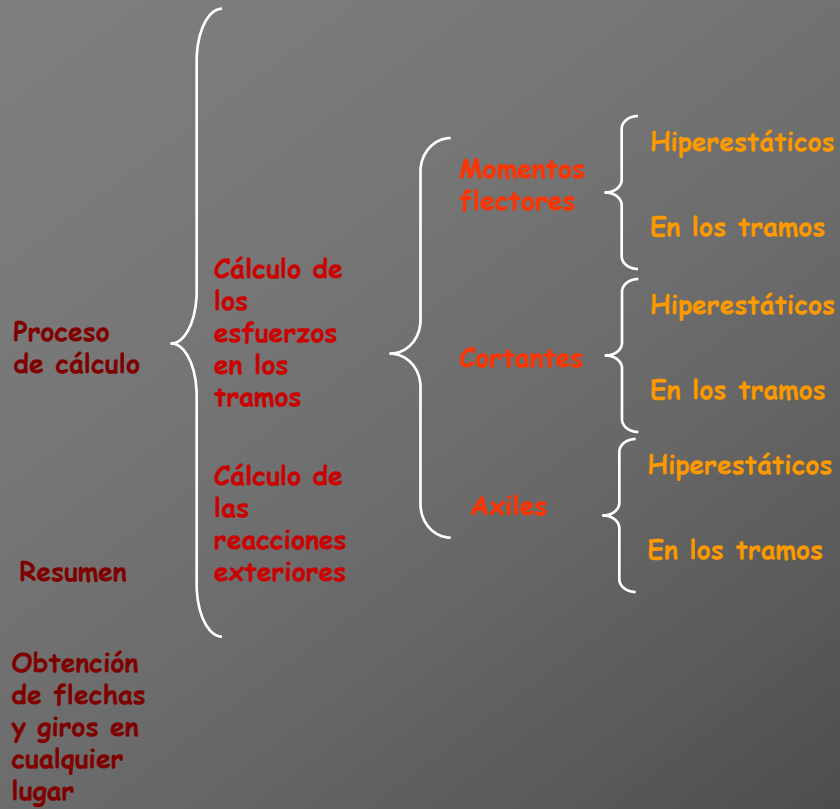 Proceso
de cálculo
Resumen
Obtención
de flechas
y giros en
cualquier
lugar
Cálculo de
los
esfuerzos
en los
tramos
Cálculo de
las
reacciones
exteriores
Momentos
flectores
Cortantes
Axiles
Hiperestáticos
En los tramos
Hiperestáticos
En los tramos
Hiperestáticos
En los tramos